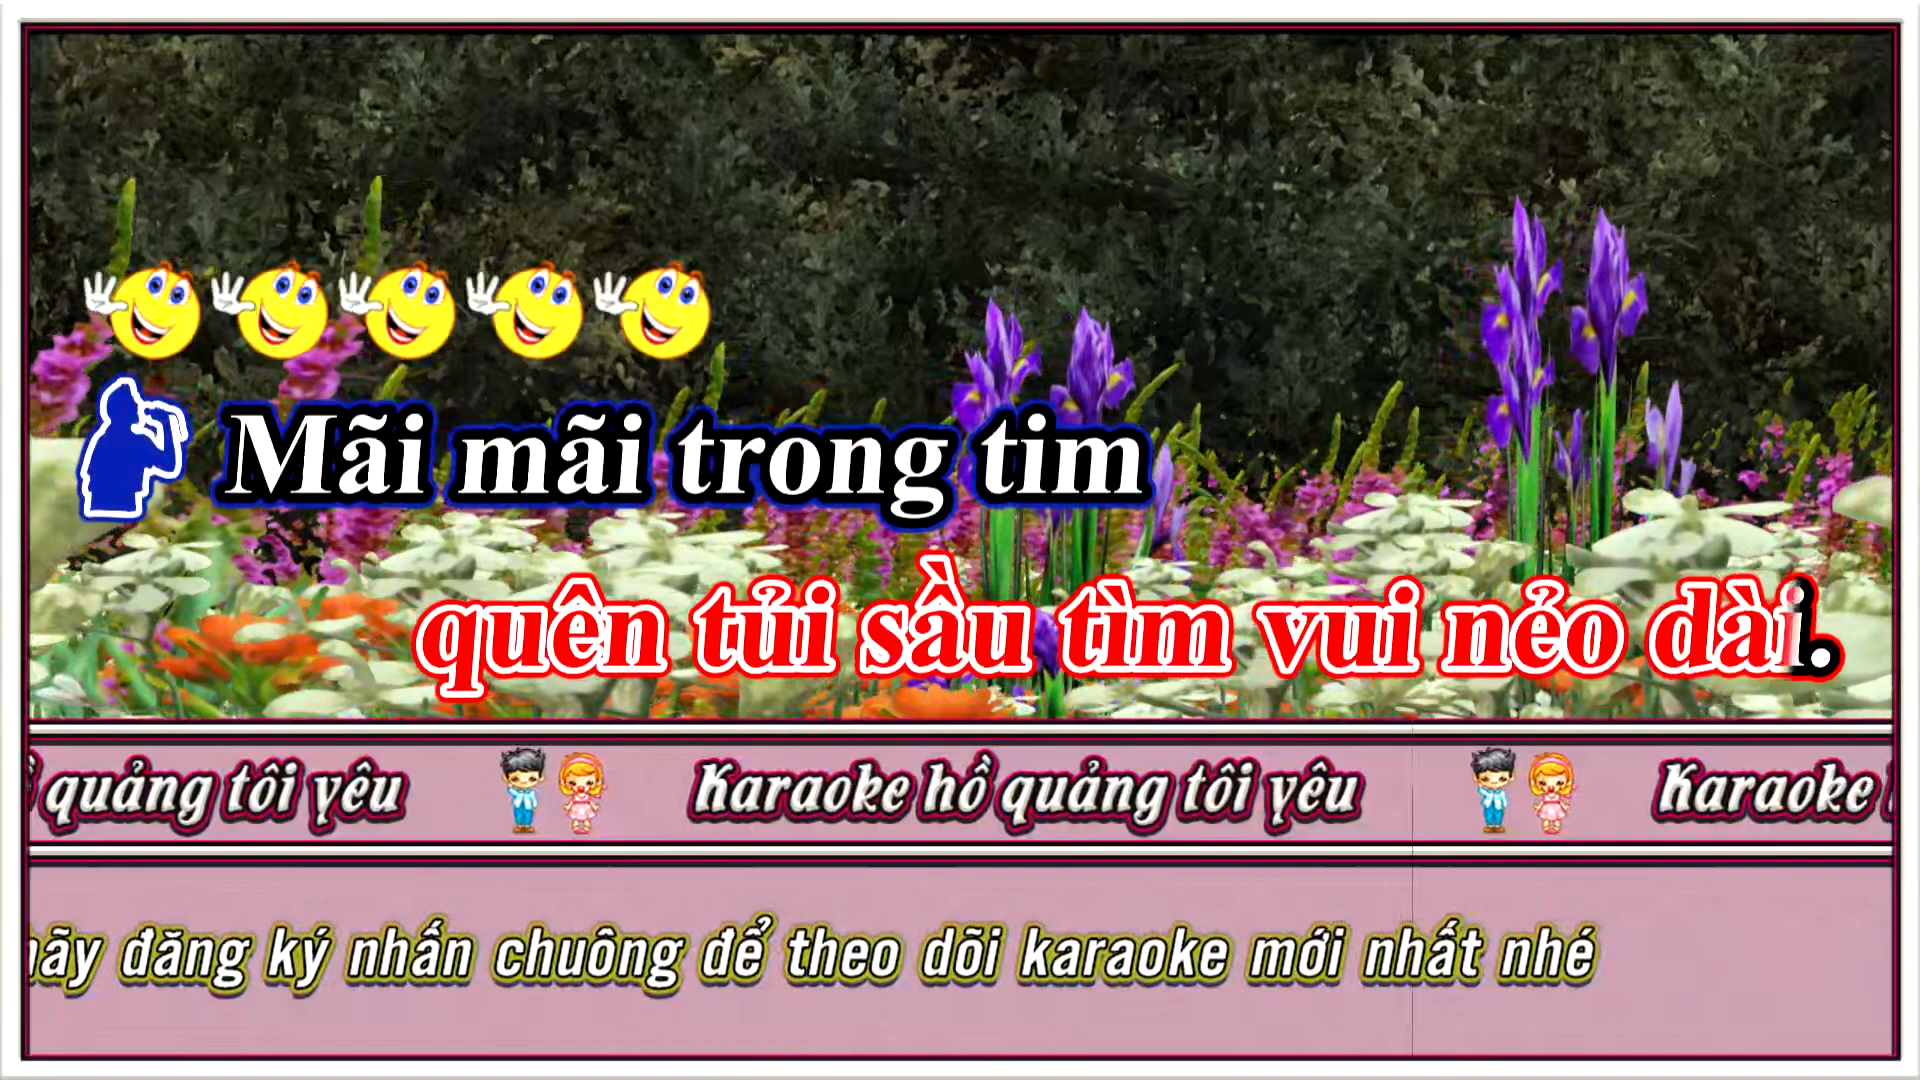 Mãi mãi trong tim
quên tủi sầu tìm vui nẻo dài.
quảng tôi yêu Karaoke hồ quảng tôi yêu Karaoke
đăng ký nhấn chuông để theo dõi karaoke mới nhất nhé